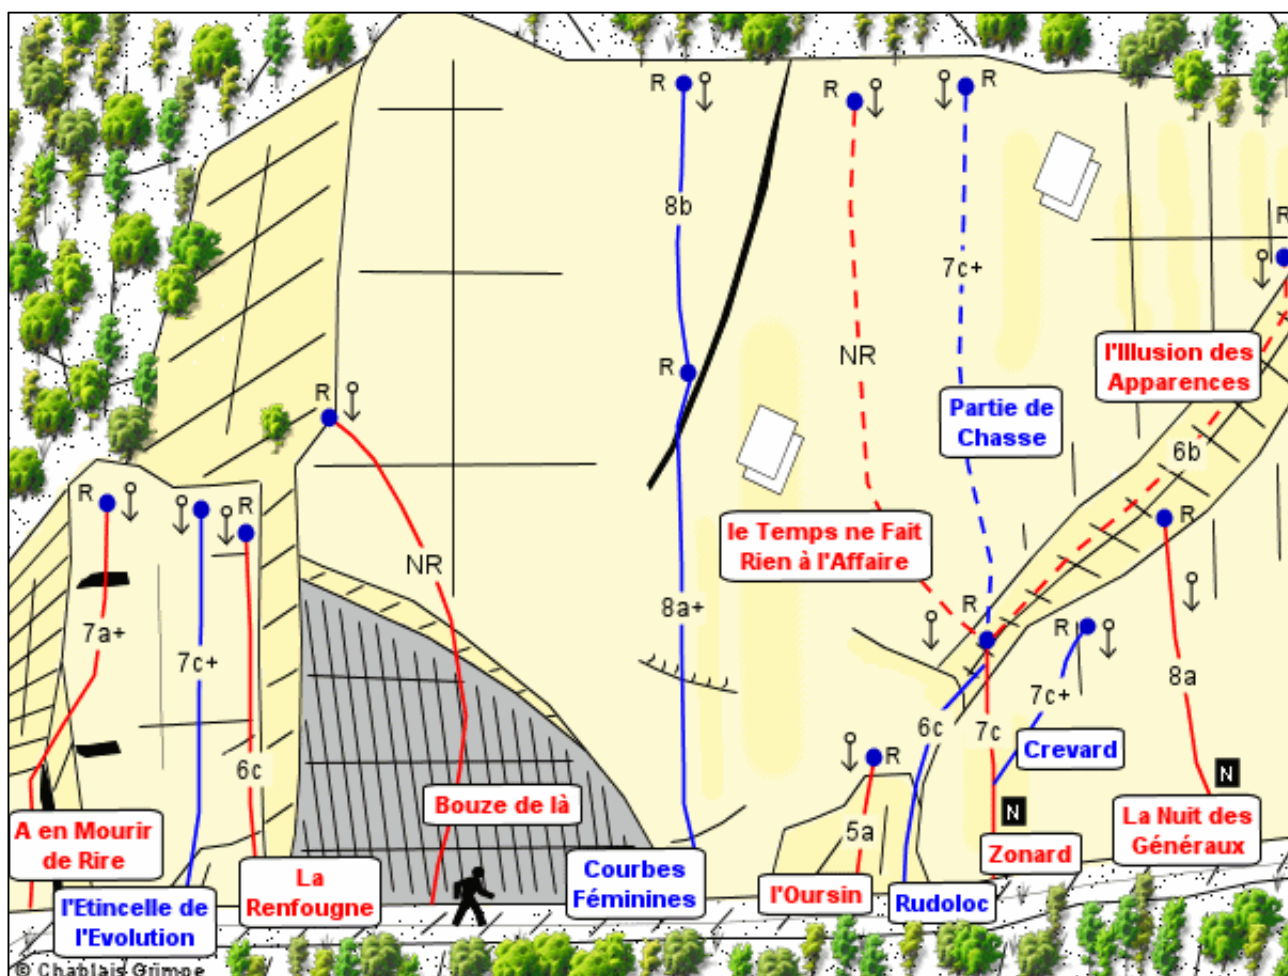 R
R
R
8b
7c+
R
R
NR
l'Illusion des
Apparences
R
Partie de
Chasse
6b
R
R
R
le Temps ne Fait
Rien à l'Affaire
NR
R
8a+
7a+
R
7c+
8a
7c+
6c
7c
Crevard
R
6c
N
Bouze de là
N
A en Mourir
de Rire
5a
La Nuit des
Généraux
Zonard
La
Renfougne
Courbes
Féminines
l'Oursin
Rudoloc
l'Etincelle de
l'Evolution
© Chablais Grimpe